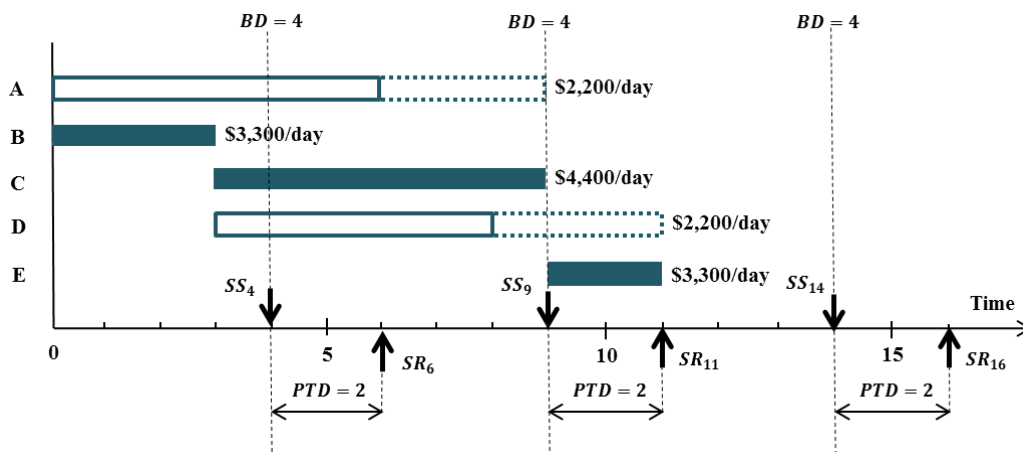 BD = 4 BD = 4 BD = 4
A $2,200/day
B $3,300/day
C $4,400/day
D $2,200/day
E $3,300/day
SS₄ SS₉ SS₁₄ Time
0 5 10 15
SR₆ SR₁₁ SR₁₆
PTD = 2 PTD = 2 PTD = 2